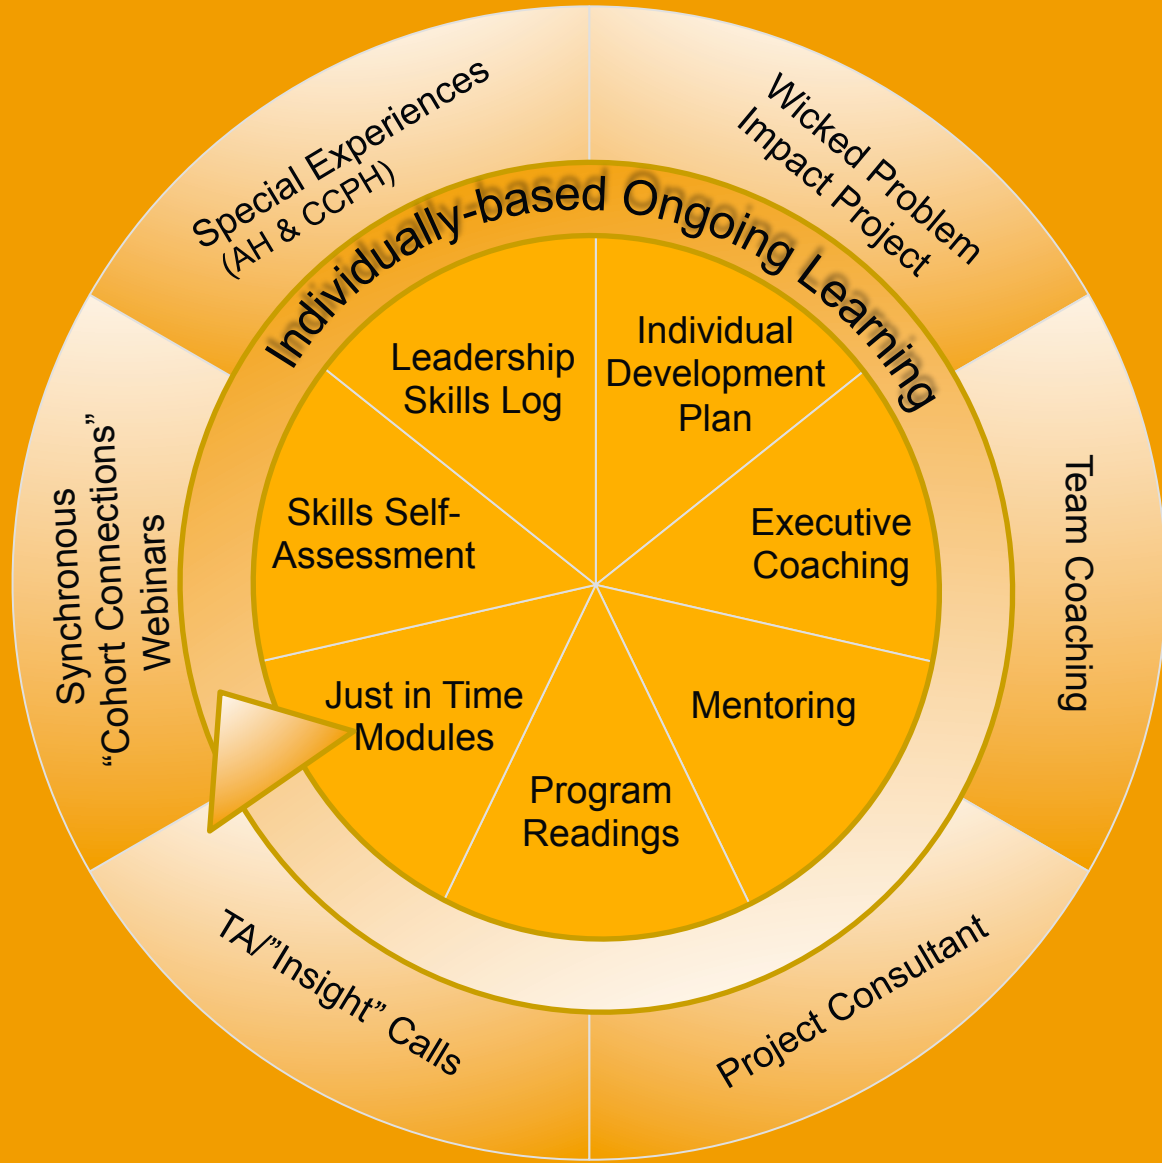 Special Experiences
(AH & CCPH)
Wicked Problem
Impact Project
Team Coaching
Project Consultant
TA/”Insight” Calls
Synchronous
“Cohort Connections”
Webinars
Individually-based Ongoing Learning
Leadership
Skills Log
Individual
Development
Plan
Executive
Coaching
Mentoring
Program
Readings
Just in Time
Modules
Skills Self-
Assessment